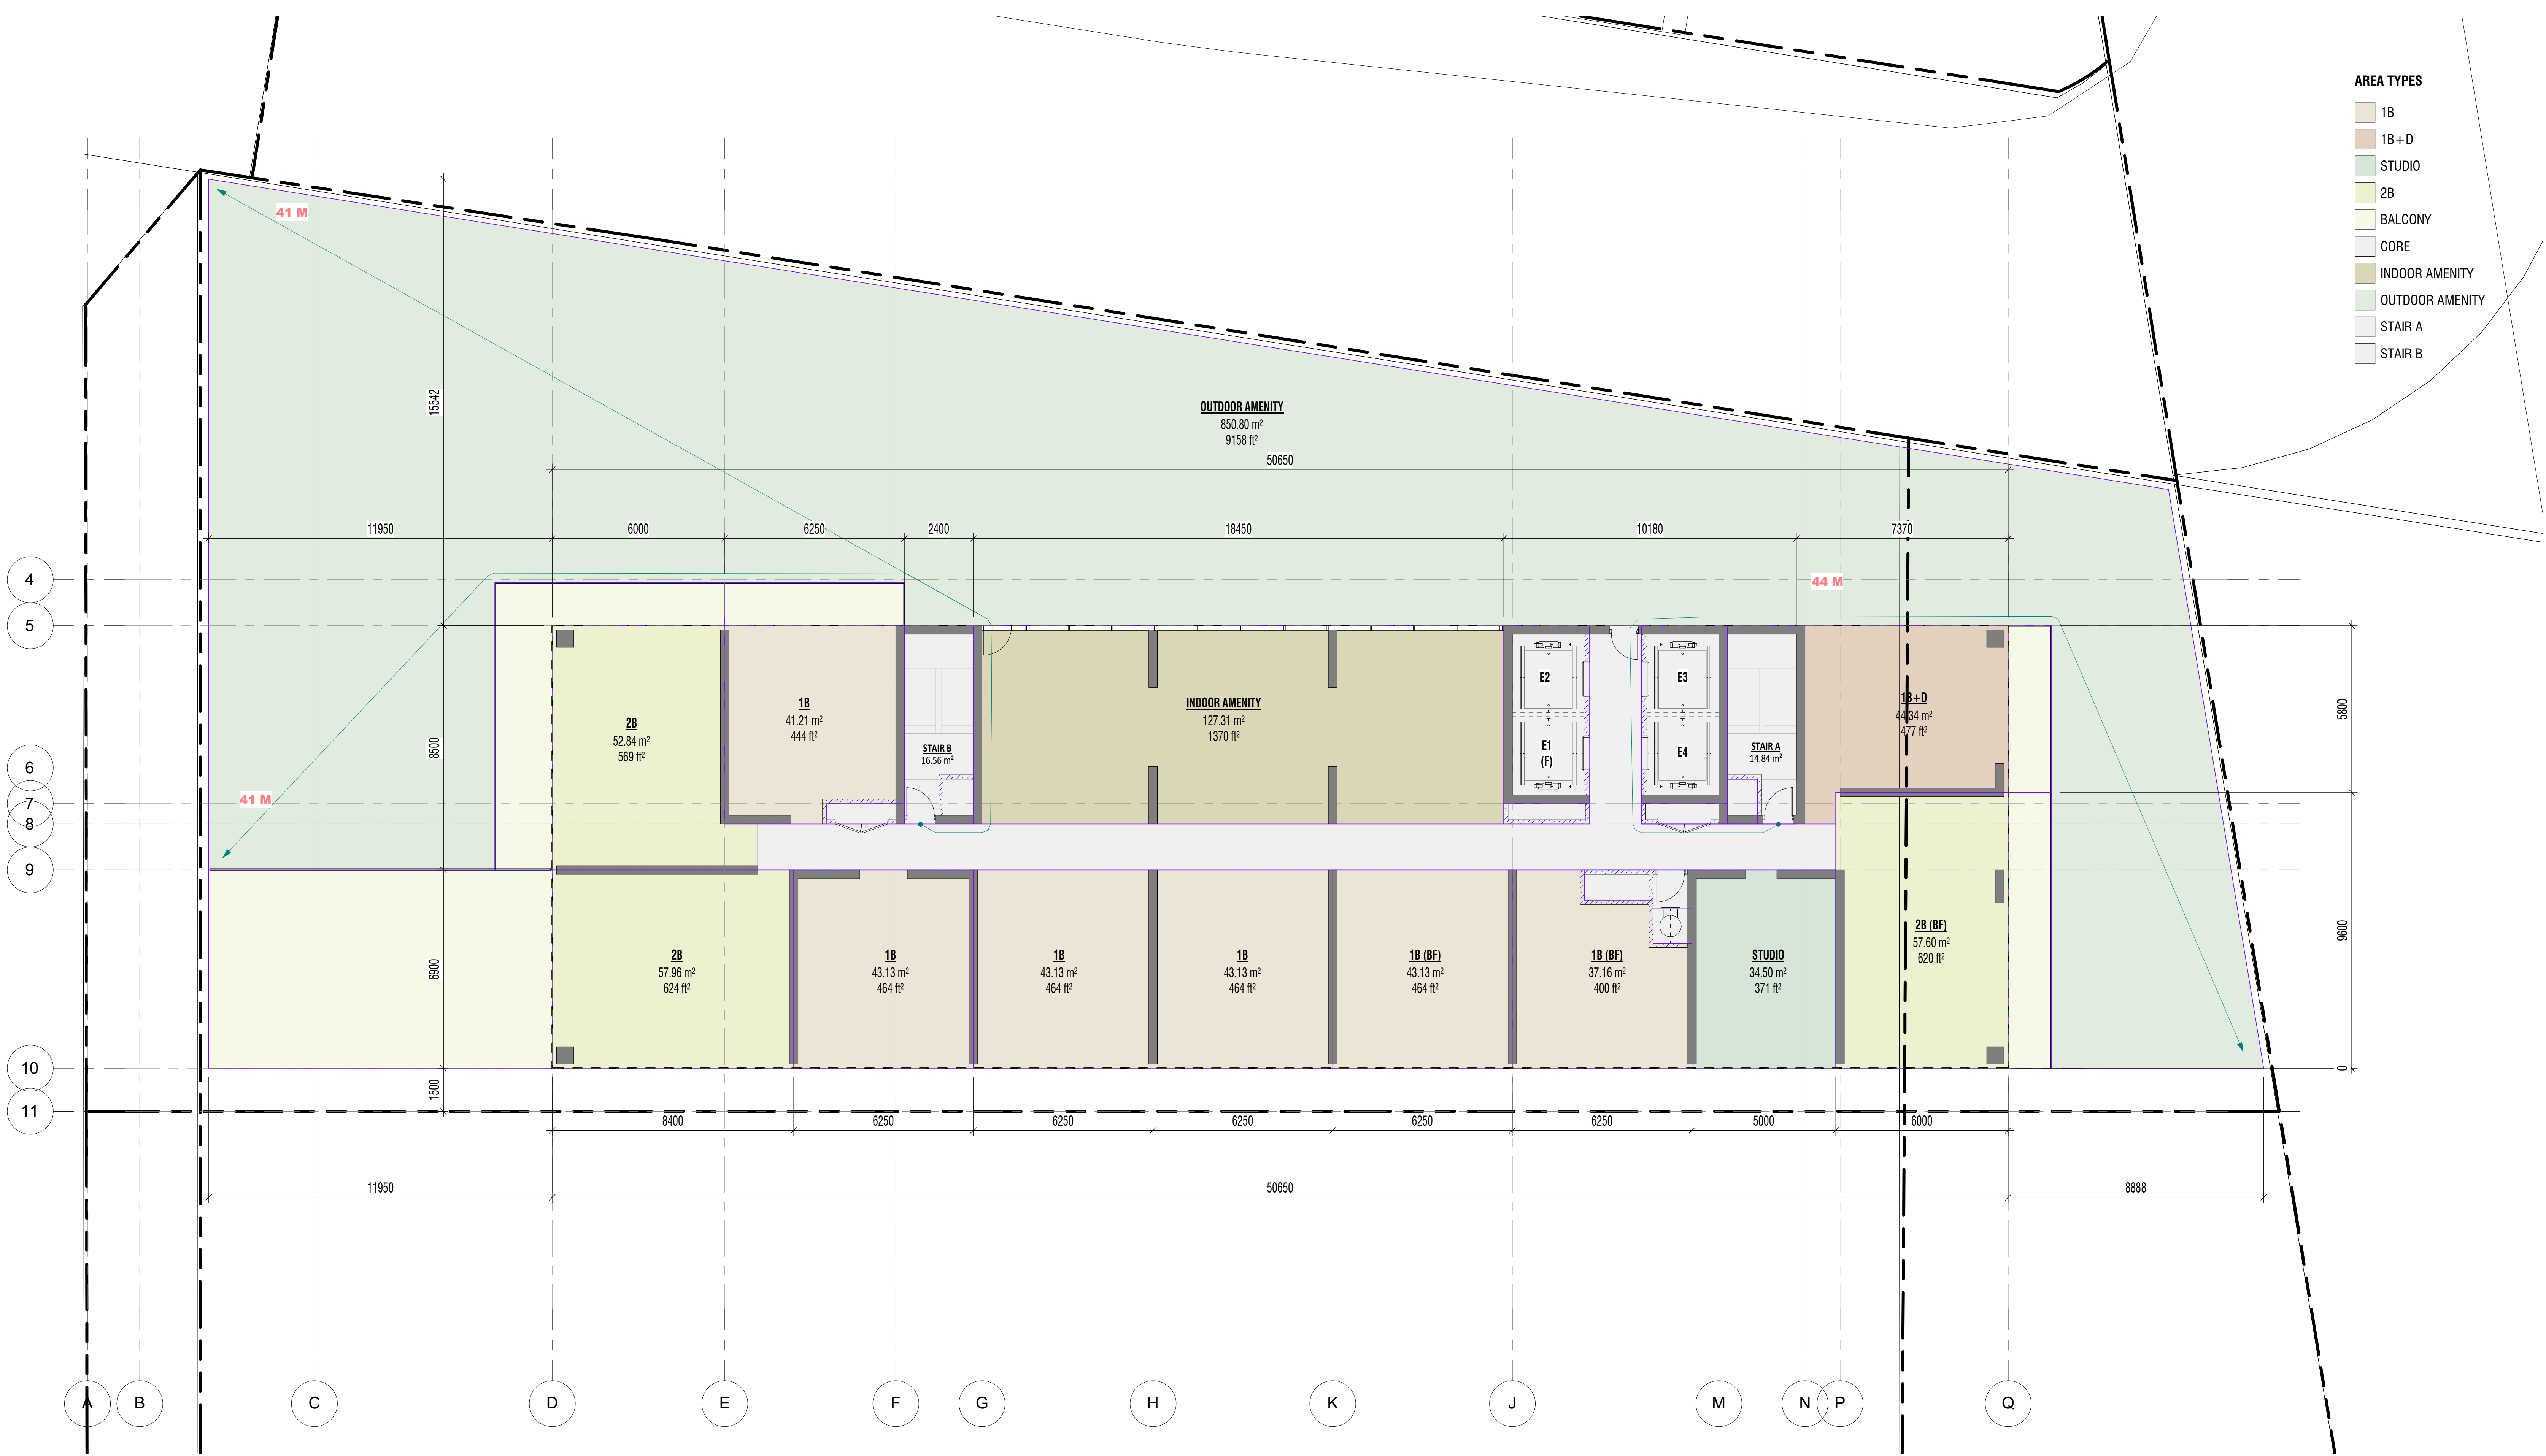 AREA TYPES
1B
1B+D
STUDIO
2B
BALCONY
CORE
INDOOR AMENITY
OUTDOOR AMENITY
STAIR A
STAIR B
41 M
15542
OUTDOOR AMENITY
850.80 m²
9158 ft²
50650
11950
6000
6250
2400
18450
10180
7370
4
5
6
7
8
9
10
11
44 M
8500
41 M
2B
52.84 m²
569 ft²
1B
41.21 m²
444 ft²
STAIR B
16.56 m²
INDOOR AMENITY
127.31 m²
1370 ft²
E2
E1
(F)
E3
E4
STAIR A
14.84 m²
1B+D
44.34 m²
477 ft²
5800
6900
2B
57.96 m²
624 ft²
1B
43.13 m²
464 ft²
1B
43.13 m²
464 ft²
1B
43.13 m²
464 ft²
1B (BF)
43.13 m²
464 ft²
1B (BF)
37.16 m²
400 ft²
STUDIO
34.50 m²
371 ft²
2B (BF)
57.60 m²
620 ft²
9600
0
1500
8400
6250
6250
6250
6250
6250
5000
6000
11950
50650
8888
A
B
C
D
E
F
G
H
K
J
M
N
P
Q